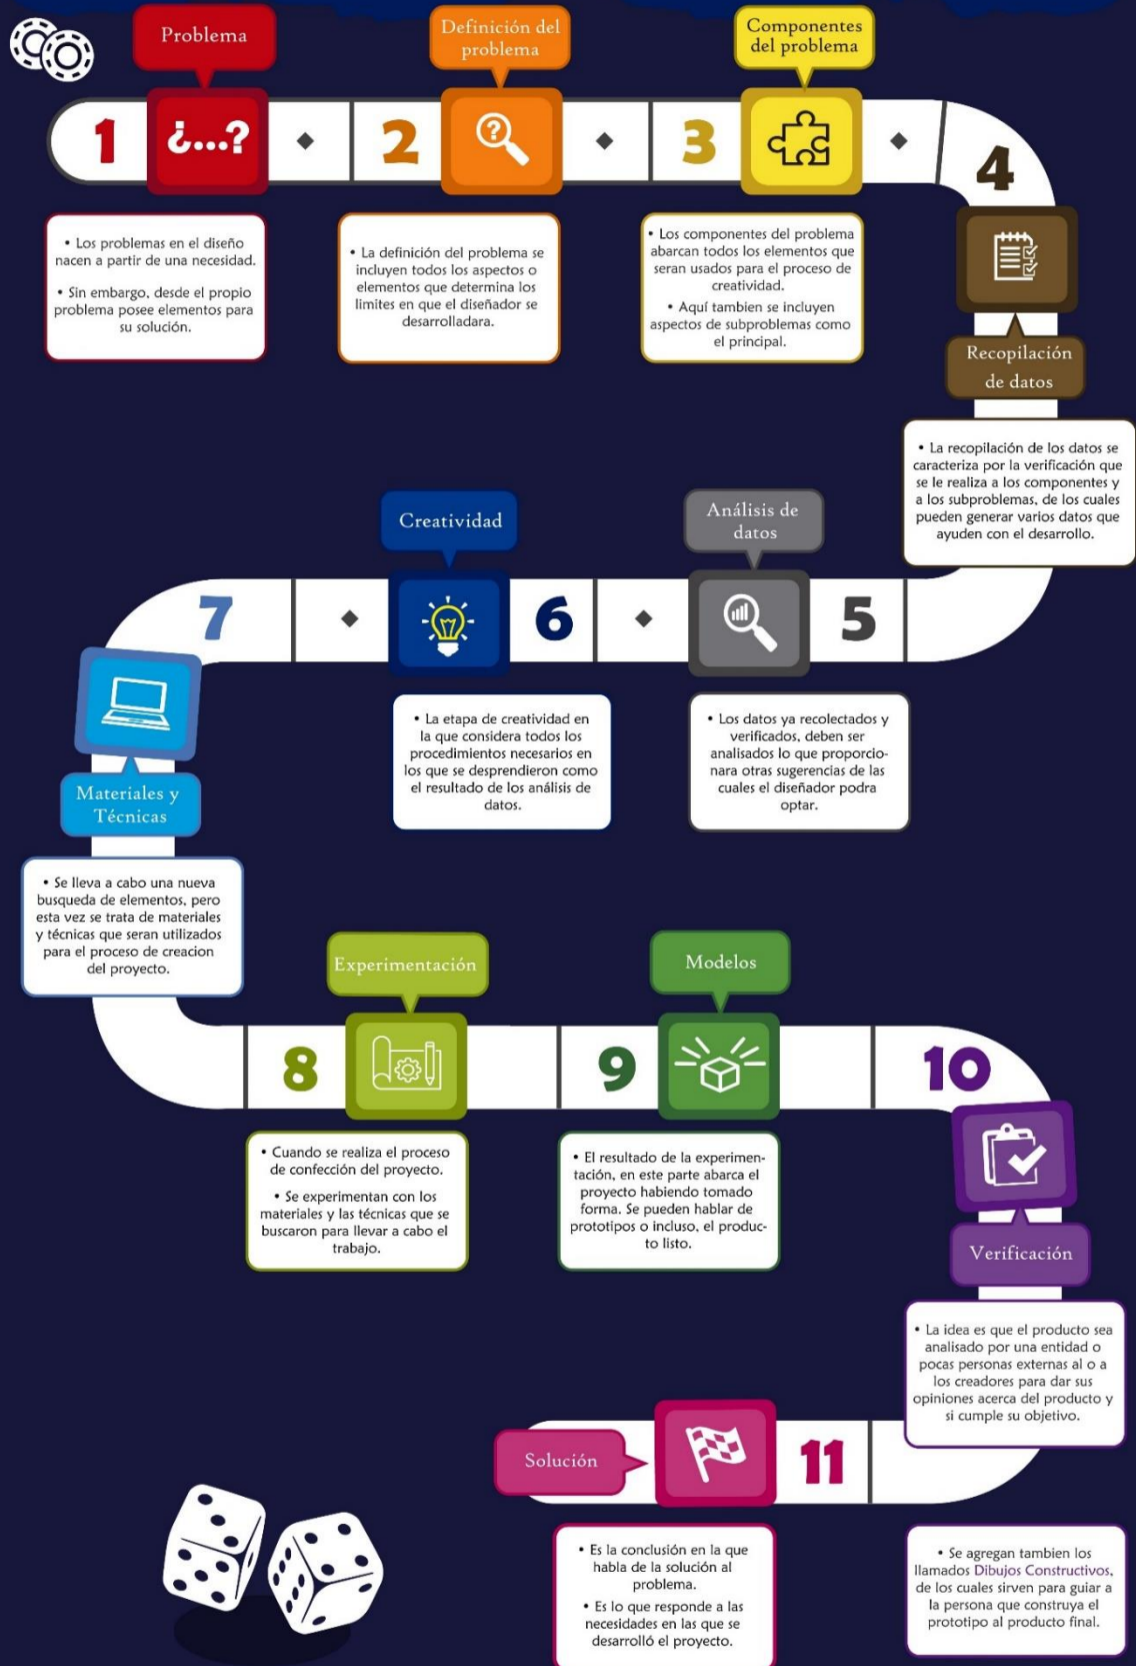 Problema
Definición del
problema
Componentes
del problema
1
¿...?
2
?
3
4
• Los problemas en el diseño
nacen a partir de una necesidad.
• Sin embargo, desde el propio
problema posee elementos para
su solución.
• La definición del problema se
incluyen todos los aspectos o
elementos que determina los
limites en que el diseñador se
desarrolladara.
• Los componentes del problema
abarcan todos los elementos que
seran usados para el proceso de
creatividad.
• Aquí tambien se incluyen
aspectos de subproblemas como
el principal.
Recopilación
de datos
• La recopilación de los datos se
caracteriza por la verificación que
se le realiza a los componentes y
a los subproblemas, de los cuales
pueden generar varios datos que
ayuden con el desarrollo.
Análisis de
datos
5
• Los datos ya recolectados y
verificados, deben ser
analisados lo que proporcio-
nara otras sugerencias de las
cuales el diseñador podra
optar.
Creatividad
6
• La etapa de creatividad en
la que considera todos los
procedimientos necesarios en
los que se desprendieron como
el resultado de los análisis de
datos.
7
Materiales y
Técnicas
• Se lleva a cabo una nueva
busqueda de elementos, pero
esta vez se trata de materiales
y técnicas que seran utilizados
para el proceso de creacion
del proyecto.
Experimentación
8
• Cuando se realiza el proceso
de confección del proyecto.
• Se experimentan con los
materiales y las técnicas que se
buscaron para llevar a cabo el
trabajo.
Modelos
9
• El resultado de la experimen-
tación, en este parte abarca el
proyecto habiendo tomado
forma. Se pueden hablar de
prototipos o incluso, el produc-
to listo.
10
Verificación
• La idea es que el producto sea
analisado por una entidad o
pocas personas externas al o a
los creadores para dar sus
opiniones acerca del producto y
si cumple su objetivo.
• Se agregan tambien los
llamados Dibujos Constructivos,
de los cuales sirven para guiar a
la persona que construya el
prototipo al producto final.
Solución
11
• Es la conclusión en la que
habla de la solución al
problema.
• Es lo que responde a las
necesidades en las que se
desarrolló el proyecto.